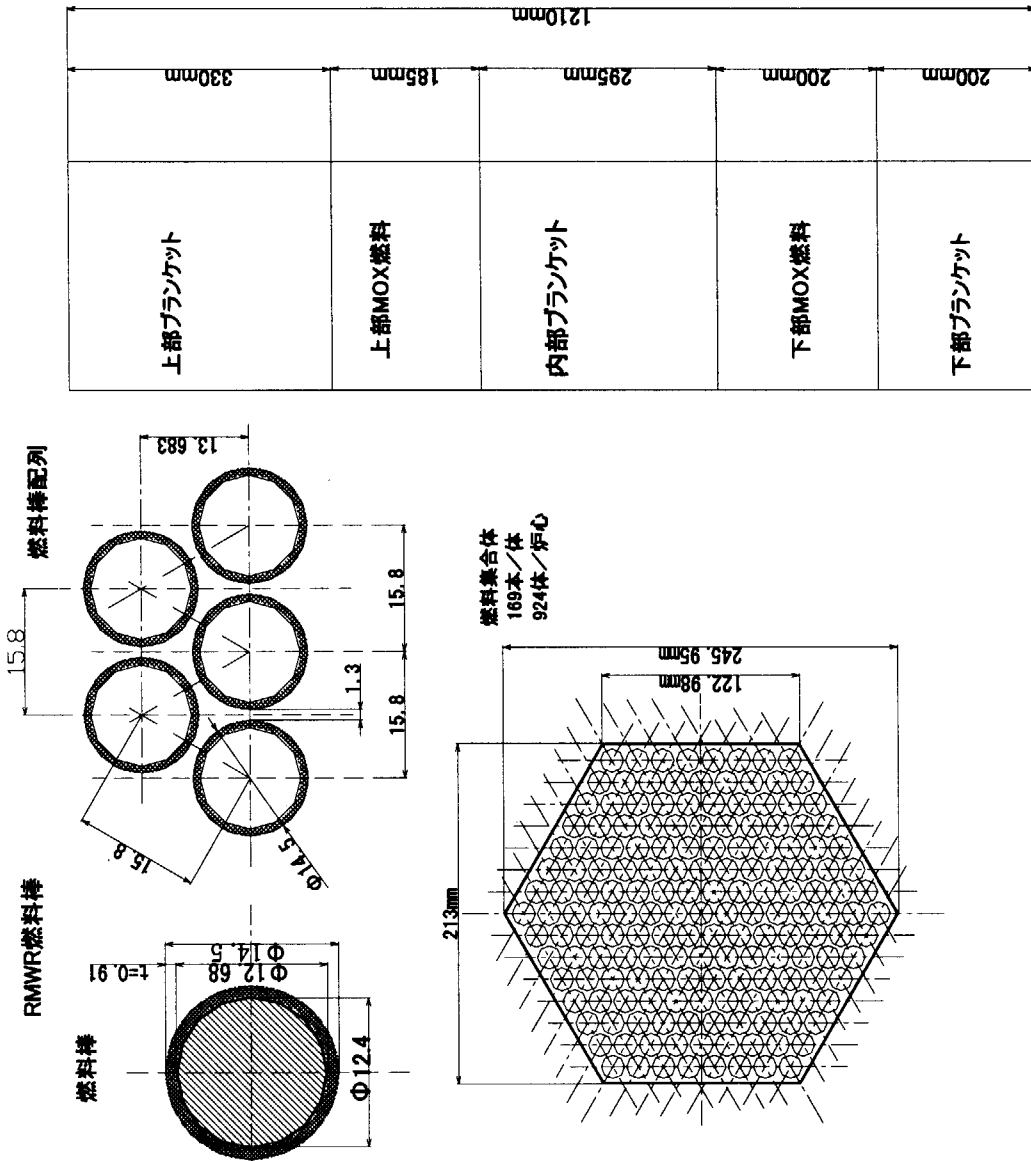 RMWR燃料棒
燃料棒
t=0.91
Φ12.68
Φ14.5
Φ12.4
燃料棒配列
15.8
13.683
15.8
Φ14.5
1.3
15.8
15.8
燃料集合体
169本/体
924体/炉心
213mm
122.98mm
245.95mm
上部ブランケット
330mm
上部MOX燃料
185mm
内部ブランケット
295mm
下部MOX燃料
200mm
下部ブランケット
200mm
1210mm